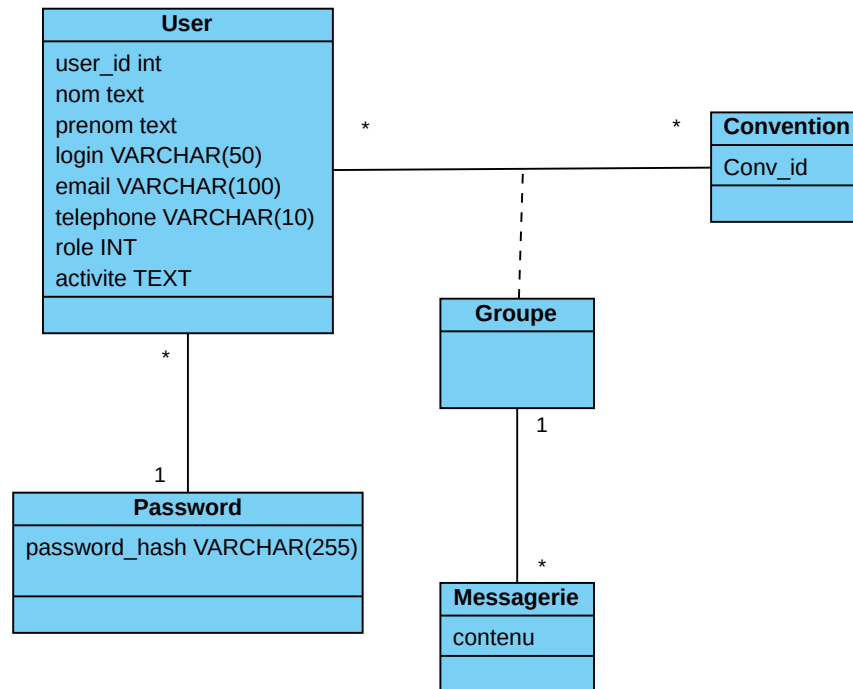 User
user_id int
nom text
prenom text
login VARCHAR(50)
email VARCHAR(100)
telephone VARCHAR(10)
role INT
activite TEXT
*
*
Convention
Conv_id
Groupe
*
1
1
Password
password_hash VARCHAR(255)
*
Messagerie
contenu